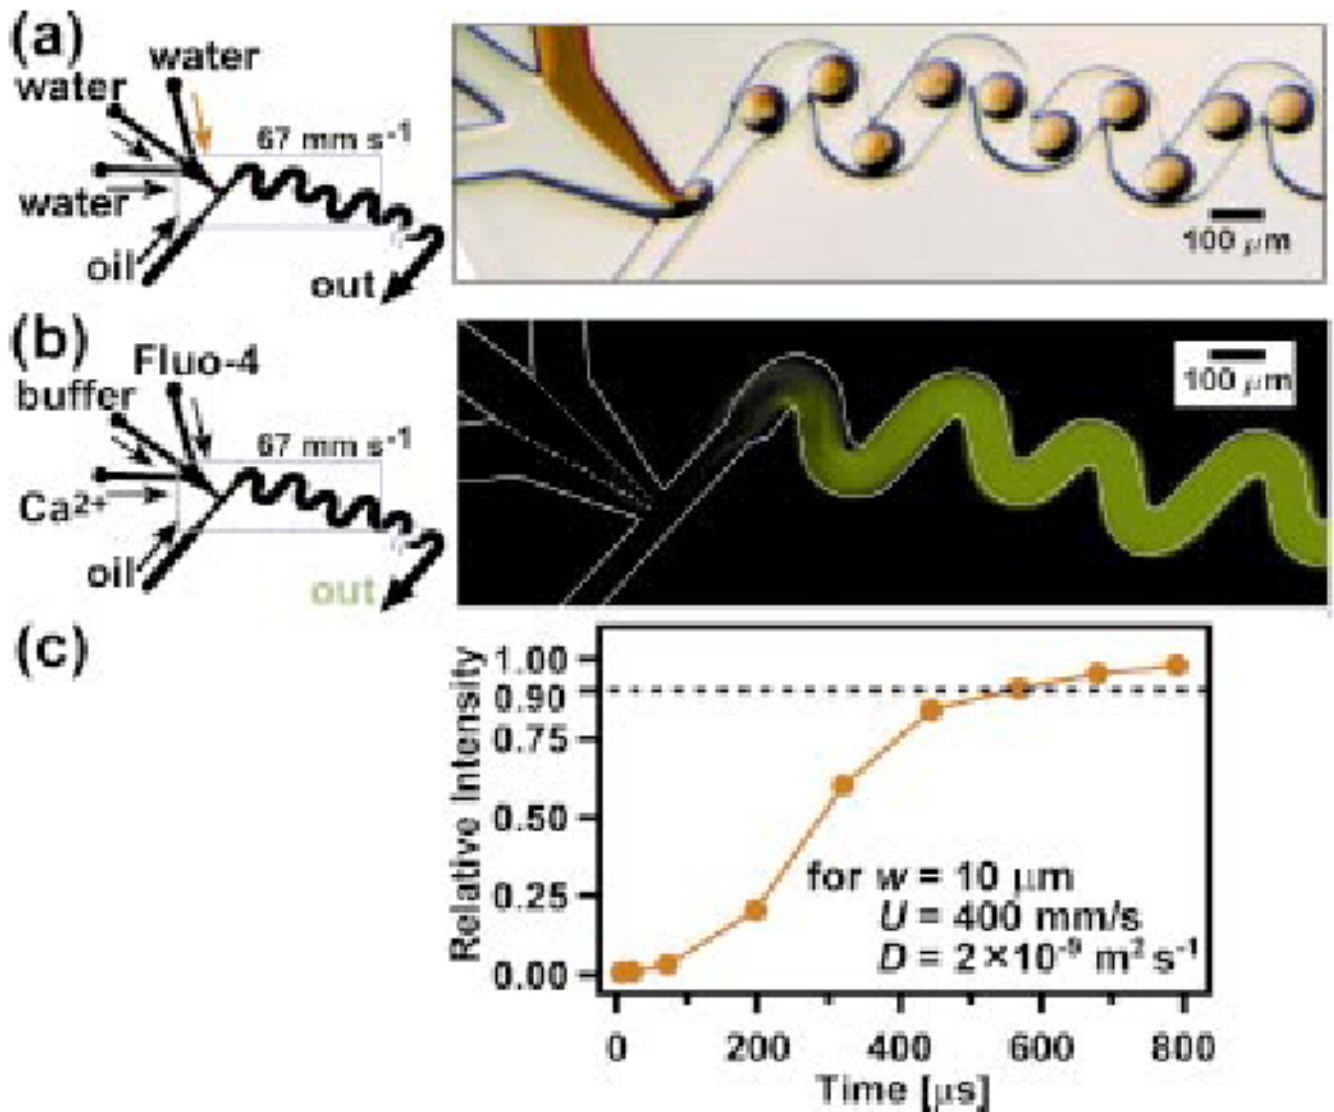 (a)
water
water
67 mm s-1
water
oil
out
100 μm
(b)
Fluo-4
buffer
67 mm s-1
Ca2+
oil
out
100 μm
(c)
1.00
0.90
0.75
0.50
0.25
0.00
Relative Intensity
for w = 10 μm
U = 400 mm/s
D = 2×10-9 m2 s-1
0 200 400 600 800
Time [μs]